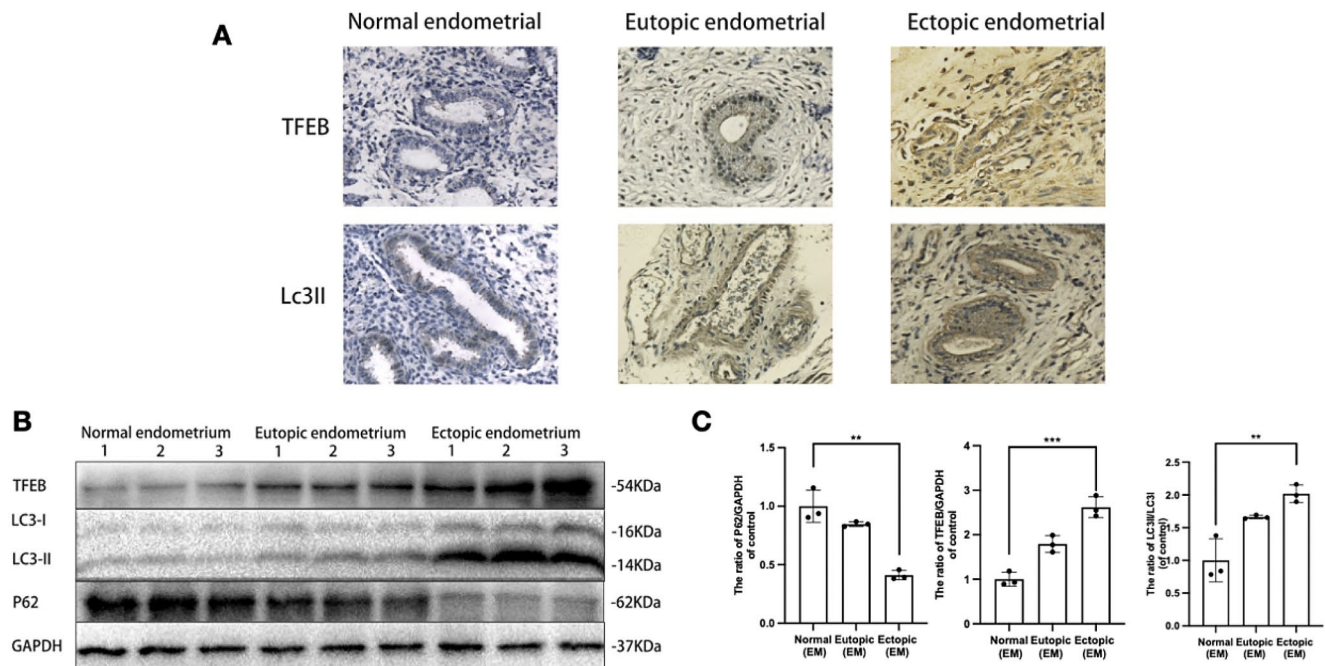 A
Normal endometrial
Eutopic endometrial
Ectopic endometrial
TFEB
Lc3II
B
Normal endometrium
Eutopic endometrium
Ectopic endometrium
1 2 3 1 2 3 1 2 3
TFEB
-54KDa
LC3-I
-16KDa
LC3-II
-14KDa
P62
-62KDa
GAPDH
-37KDa
C
The ratio of P62/GAPDH
of control
1.5
1.0
0.5
0.0
**
Normal
(EM)
Eutopic
(EM)
Ectopic
(EM)
The ratio of TFEB/GAPDH
of control
4
3
2
1
0
***
Normal
(EM)
Eutopic
(EM)
Ectopic
(EM)
The ratio of LC3II/LC3I
(of control)
2.5
2.0
1.5
1.0
0.5
0.0
**
Normal
(EM)
Eutopic
(EM)
Ectopic
(EM)